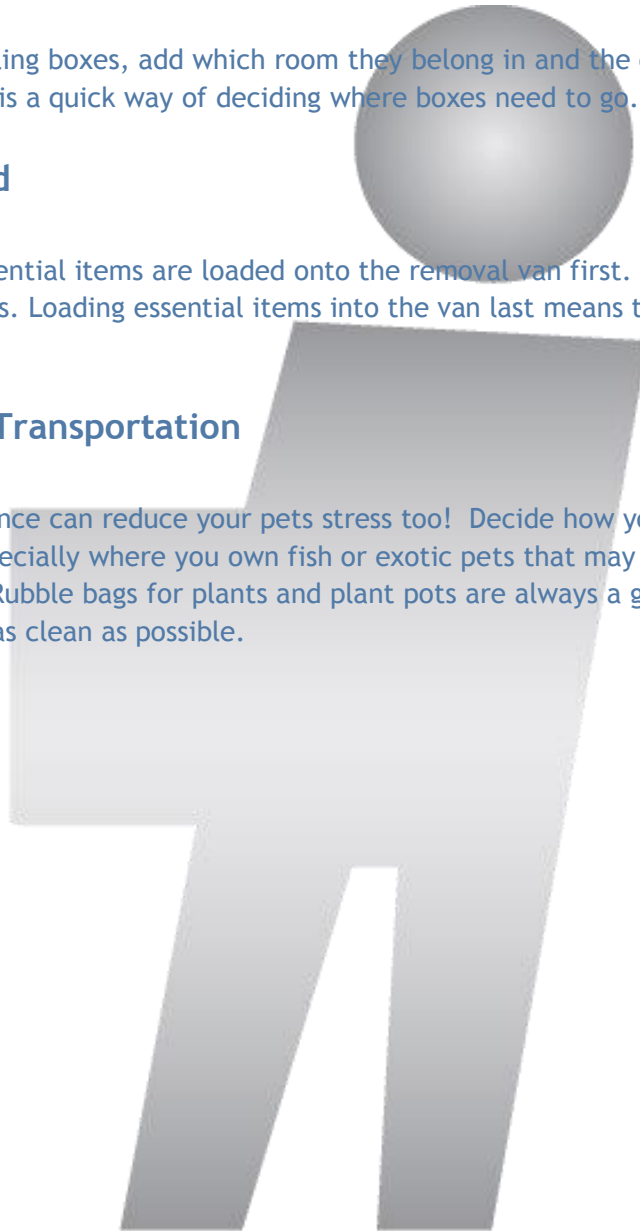 ling boxes, add which room they belong in and the
is a quick way of deciding where boxes need to go.
d
ential items are loaded onto the removal van first.
s. Loading essential items into the van last means t
Transportation
nce can reduce your pets stress too! Decide how yo
ecially where you own fish or exotic pets that may
Rubble bags for plants and plant pots are always a g
as clean as possible.